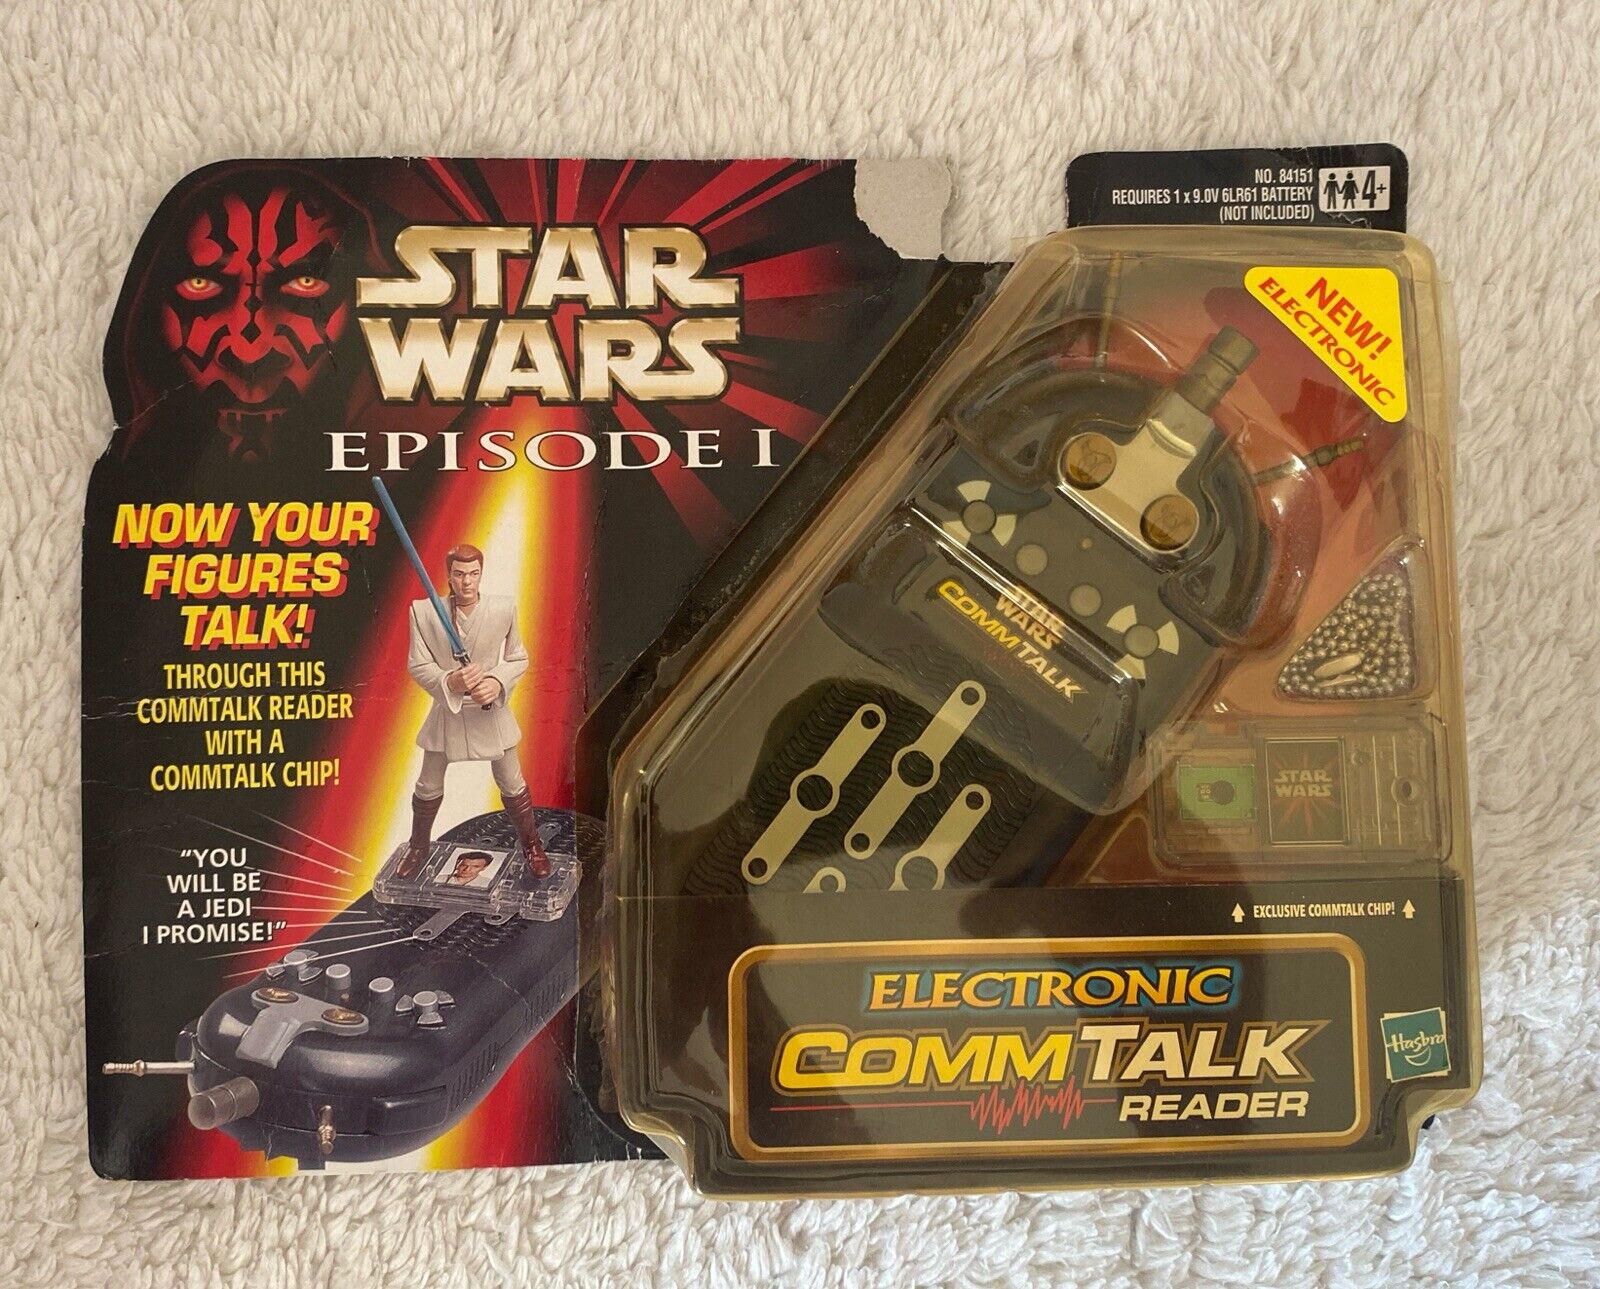 STAR
WARS
EPISODE I
NOW YOUR
FIGURES
TALK!
THROUGH THIS
COMMTALK READER
WITH A
COMMTALK CHIP!
"YOU
WILL BE
A JEDI
I PROMISE!"
NO. 84151
REQUIRES 1 x 9.0V 6LR61 BATTERY
(NOT INCLUDED)
4+
NEW!
ELECTRONIC
STAR
WARS
COMMTALK
STAR
WARS
EXCLUSIVE COMMTALK CHIP!
ELECTRONIC
COMMTALK
READER
Hasbro